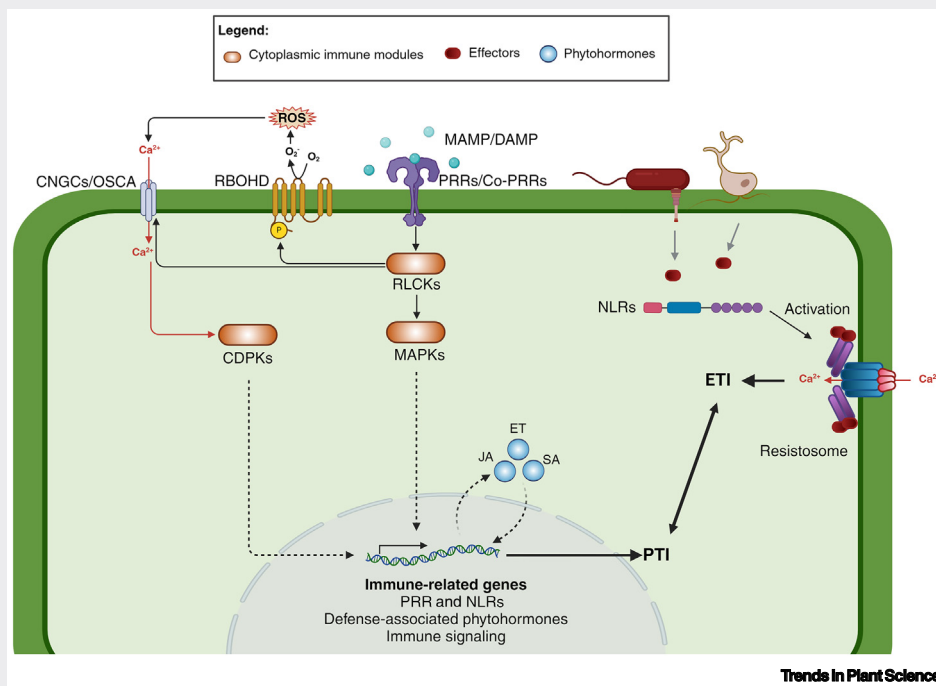 Legend:
Cytoplasmic immune modules
Effectors
Phytohormones
ROS
Ca²⁺
O₂⁻
O₂
MAMP/DAMP
CNGCs/OSCA
RBOHD
PRRs/Co-PRRs
P
Ca²⁺
RLCKs
NLRs
Activation
CDPKs
MAPKs
ETI
Ca²⁺
Ca²
ET
JA
SA
Resistosome
PTI
Immune-related genes
PRR and NLRs
Defense-associated phytohormones
Immune signaling
Trends in Plant Science